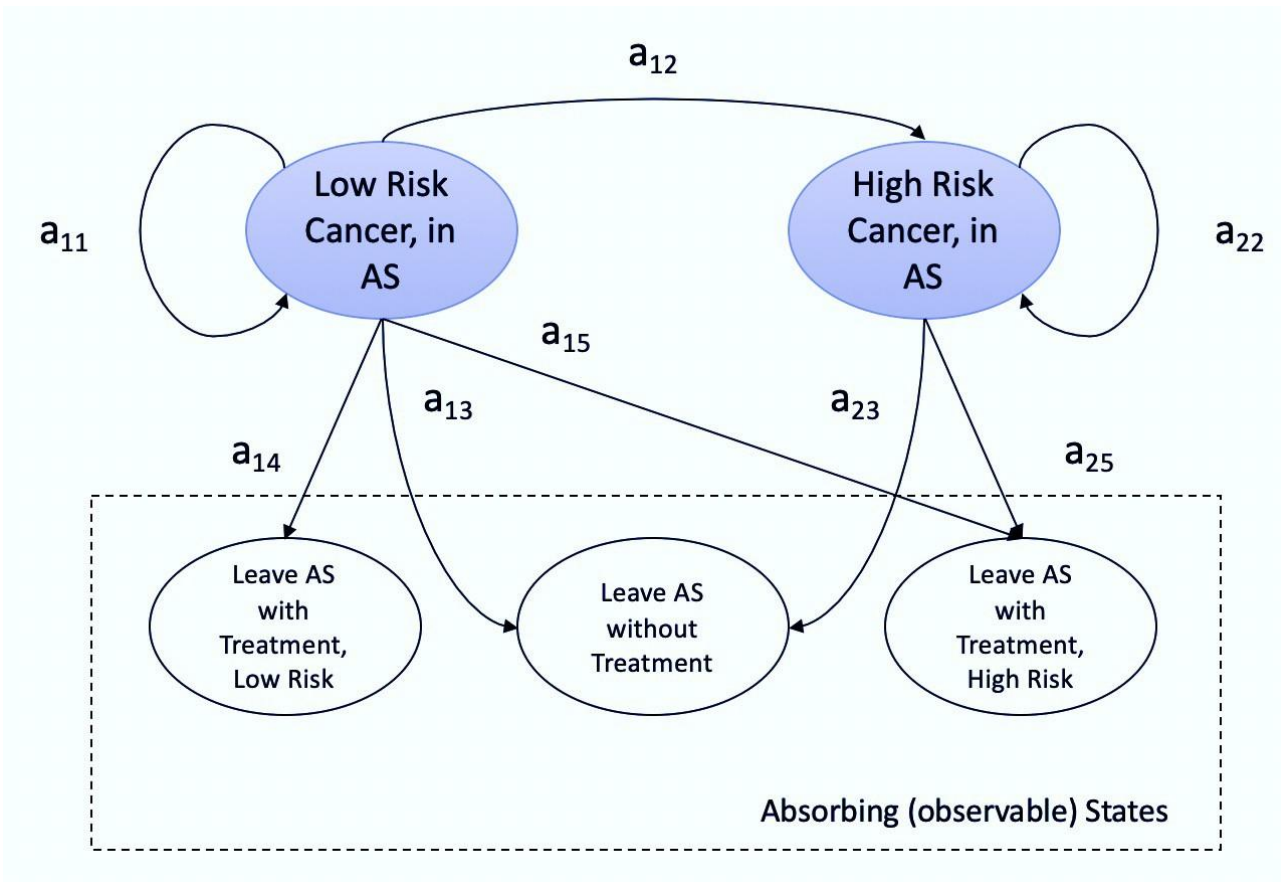 a₁₂
Low Risk
Cancer, in
AS
High Risk
Cancer, in
AS
a₁₁
a₂₂
a₁₅
a₁₃
a₂₃
a₁₄
a₂₅
Leave AS
with
Treatment,
Low Risk
Leave AS
without
Treatment
Leave AS
with
Treatment,
High Risk
Absorbing (observable) States